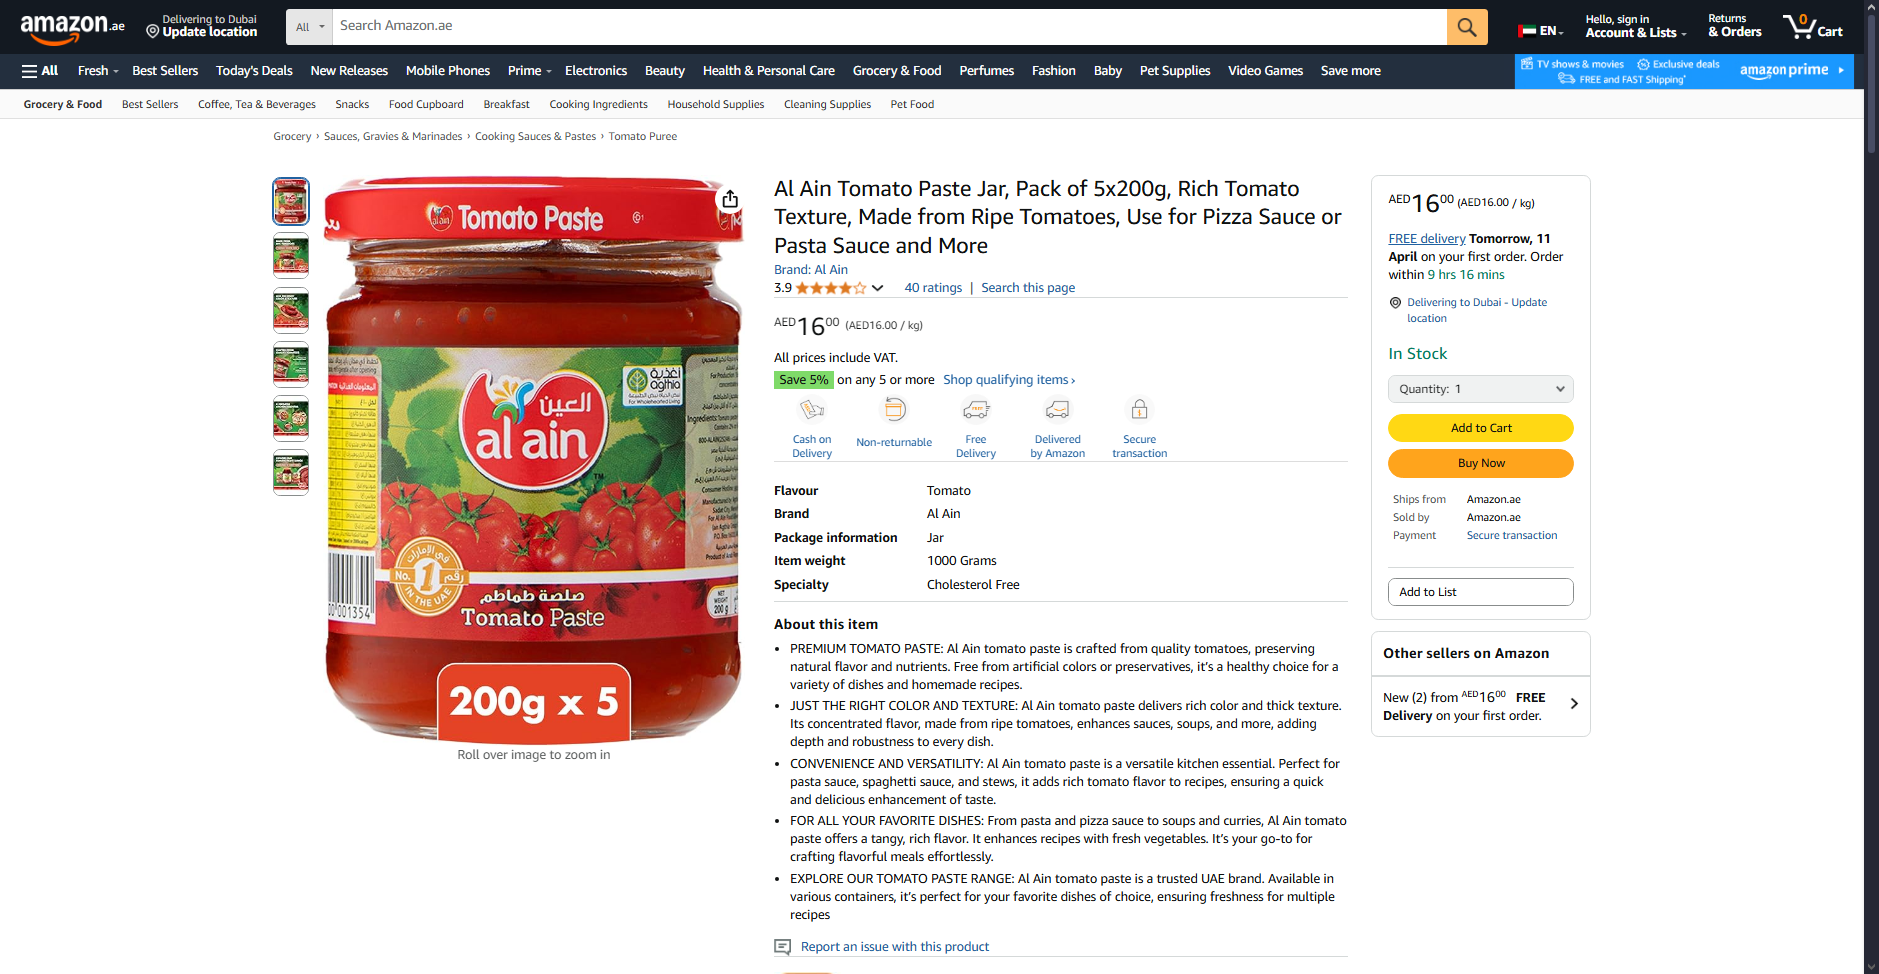 amazon.ae
Delivering to Dubai
Update location
All
Search Amazon.ae
EN
Hello, sign in
Account & Lists
Returns
& Orders
0
Cart
All
Fresh
Best Sellers
Today's Deals
New Releases
Mobile Phones
Prime
Electronics
Beauty
Health & Personal Care
Grocery & Food
Perfumes
Fashion
Baby
Pet Supplies
Video Games
Save more
TV shows & movies
Exclusive deals
FREE and FAST Shipping*
amazon prime
Grocery & Food
Best Sellers
Coffee, Tea & Beverages
Snacks
Food Cupboard
Breakfast
Cooking Ingredients
Household Supplies
Cleaning Supplies
Pet Food
Grocery › Sauces, Gravies & Marinades › Cooking Sauces & Pastes › Tomato Puree
Tomato Paste
أغذية
agthia
العين
al ain
™
في الإمارات
No. 1 رقم
IN THE UAE
001354
صلصة طماطم
Tomato Paste
NET
WEIGHT
200 g
200g x 5
Roll over image to zoom in
Al Ain Tomato Paste Jar, Pack of 5x200g, Rich Tomato
Texture, Made from Ripe Tomatoes, Use for Pizza Sauce or
Pasta Sauce and More
Brand: Al Ain
3.9
40 ratings | Search this page
AED 16 00 (AED16.00 / kg)
All prices include VAT.
Save 5% on any 5 or more Shop qualifying items ›
Cash on
Delivery
Non-returnable
Free
Delivery
Delivered
by Amazon
Secure
transaction
Flavour Tomato
Brand Al Ain
Package information Jar
Item weight 1000 Grams
Specialty Cholesterol Free
About this item
• PREMIUM TOMATO PASTE: Al Ain tomato paste is crafted from quality tomatoes, preserving
natural flavor and nutrients. Free from artificial colors or preservatives, it's a healthy choice for a
variety of dishes and homemade recipes.
• JUST THE RIGHT COLOR AND TEXTURE: Al Ain tomato paste delivers rich color and thick texture.
Its concentrated flavor, made from ripe tomatoes, enhances sauces, soups, and more, adding
depth and robustness to every dish.
• CONVENIENCE AND VERSATILITY: Al Ain tomato paste is a versatile kitchen essential. Perfect for
pasta sauce, spaghetti sauce, and stews, it adds rich tomato flavor to recipes, ensuring a quick
and delicious enhancement of taste.
• FOR ALL YOUR FAVORITE DISHES: From pasta and pizza sauce to soups and curries, Al Ain tomato
paste offers a tangy, rich flavor. It enhances recipes with fresh vegetables. It's your go-to for
crafting flavorful meals effortlessly.
• EXPLORE OUR TOMATO PASTE RANGE: Al Ain tomato paste is a trusted UAE brand. Available in
various containers, it's perfect for your favorite dishes of choice, ensuring freshness for multiple
recipes
Report an issue with this product
AED 16 00 (AED16.00 / kg)
FREE delivery Tomorrow, 11
April on your first order. Order
within 9 hrs 16 mins
Delivering to Dubai - Update
location
In Stock
Quantity: 1
Add to Cart
Buy Now
Ships from Amazon.ae
Sold by Amazon.ae
Payment Secure transaction
Add to List
Other sellers on Amazon
New (2) from AED16 00 FREE
Delivery on your first order.